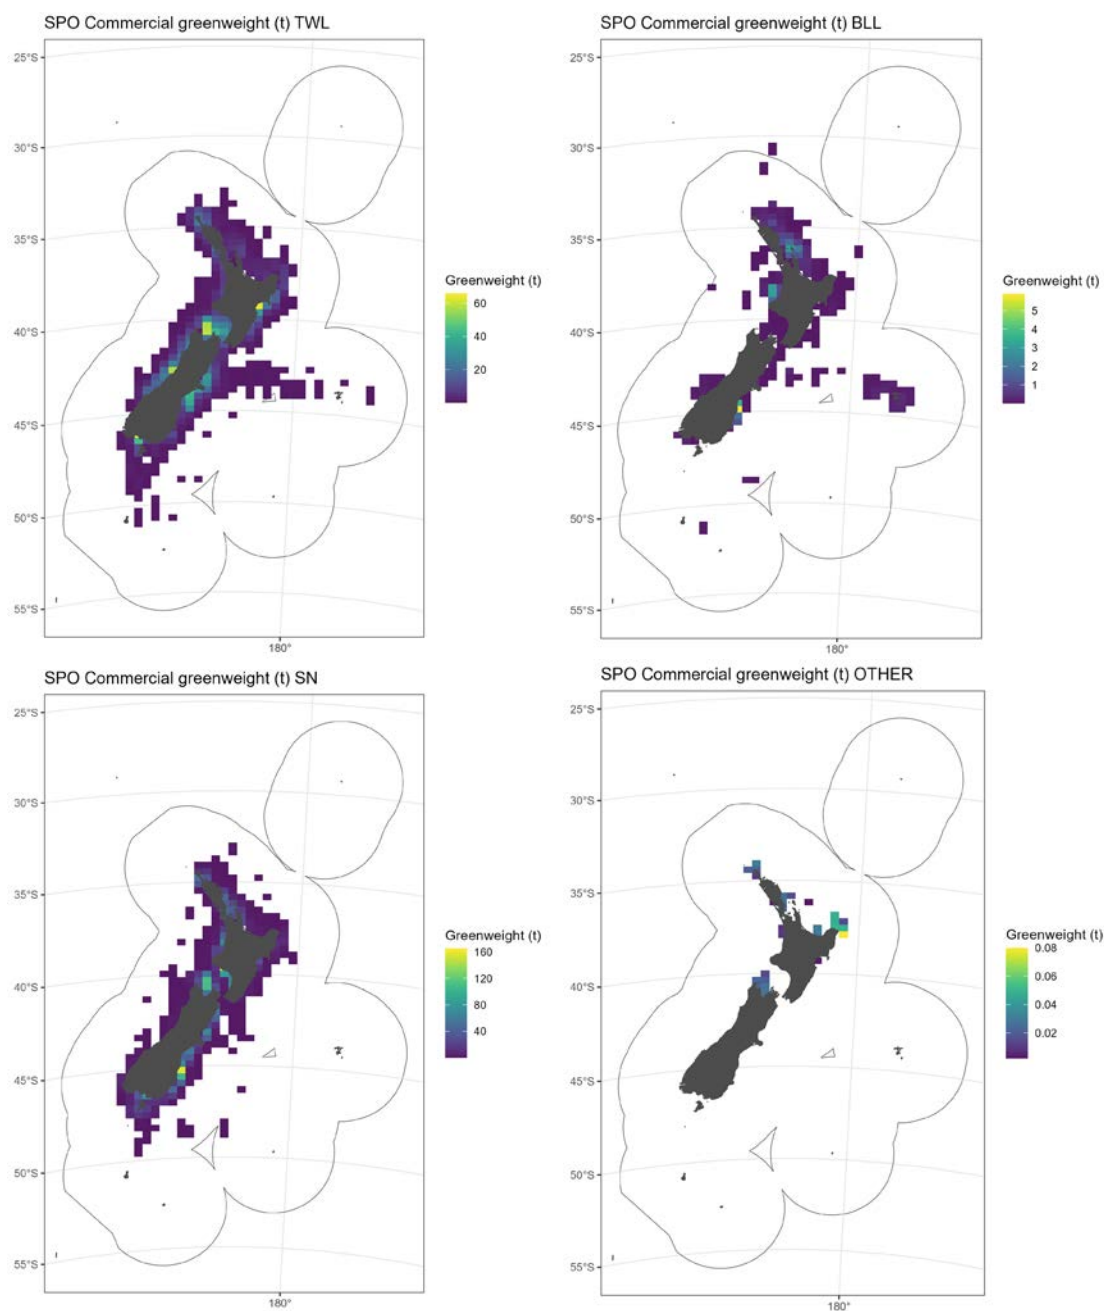 SPO Commercial greenweight (t) TWL
25°S
30°S
35°S
40°S
45°S
50°S
55°S
180°
Greenweight (t)
60
40
20
SPO Commercial greenweight (t) BLL
25°S
30°S
35°S
40°S
45°S
50°S
55°S
180°
Greenweight (t)
5
4
3
2
1
SPO Commercial greenweight (t) SN
25°S
30°S
35°S
40°S
45°S
50°S
55°S
180°
Greenweight (t)
160
120
80
40
SPO Commercial greenweight (t) OTHER
25°S
30°S
35°S
40°S
45°S
50°S
55°S
180°
Greenweight (t)
0.08
0.06
0.04
0.02